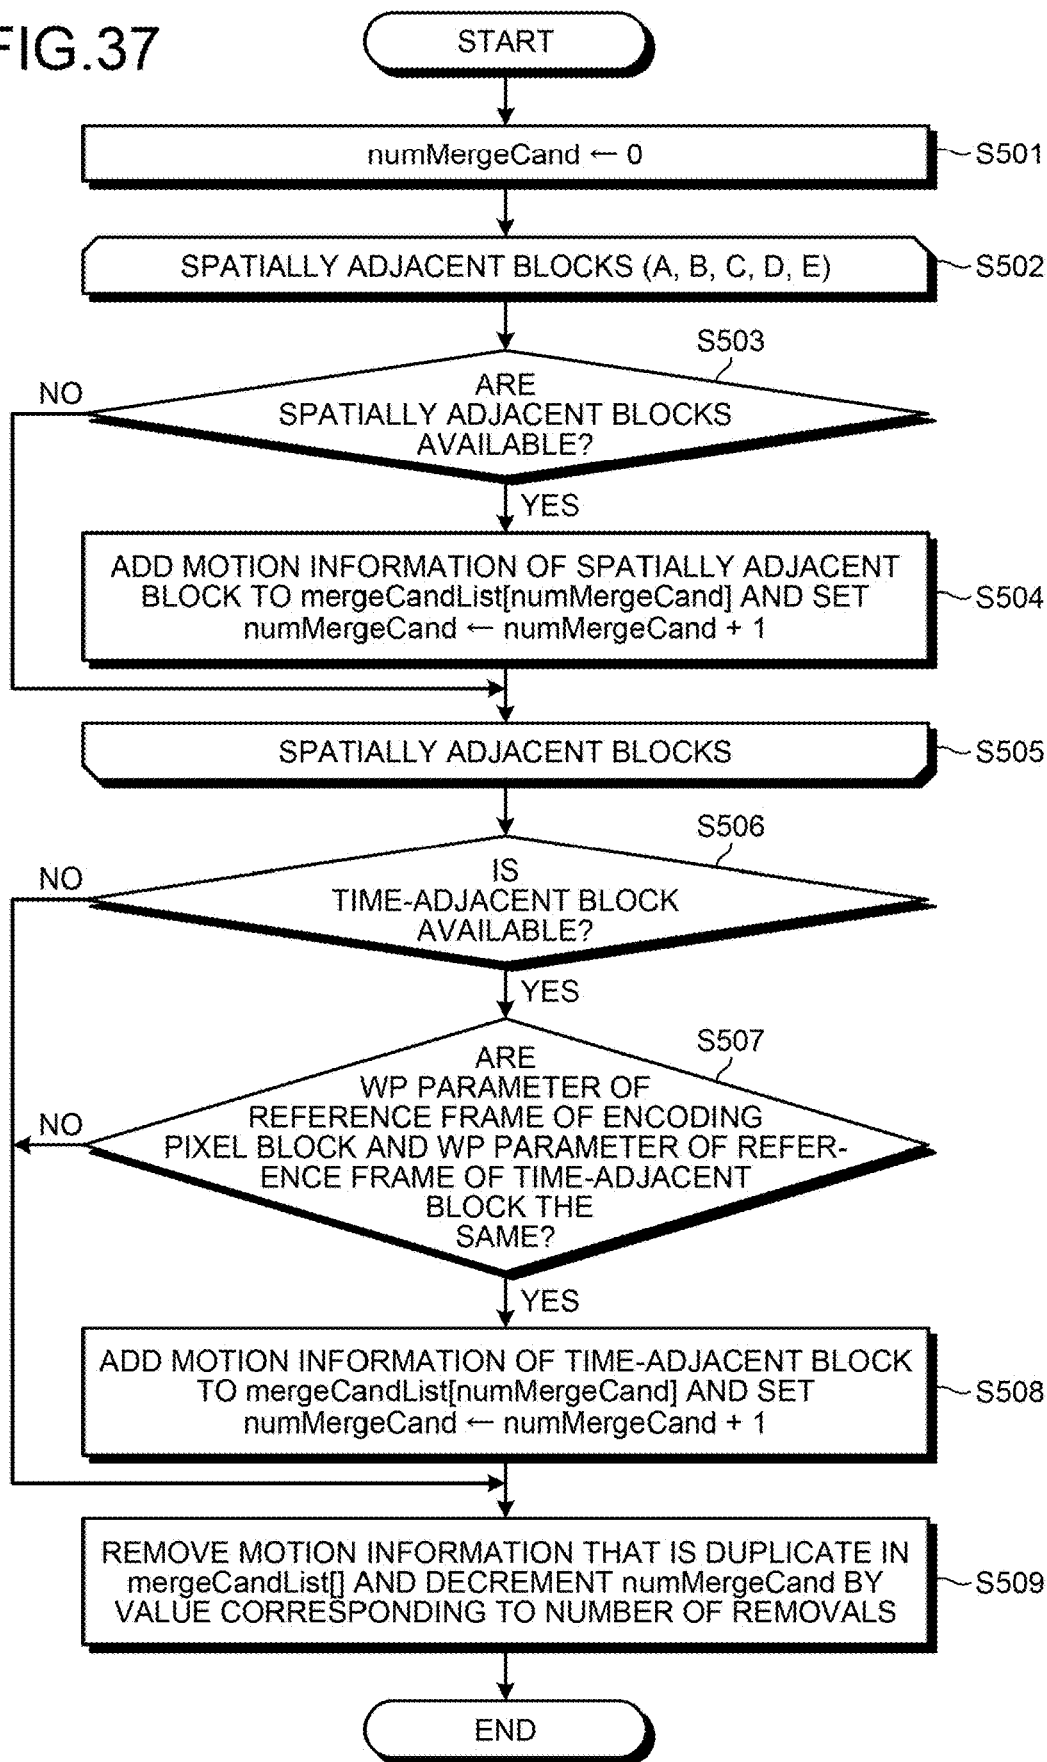 FIG.37
START
numMergeCand ← 0
S501
SPATIALLY ADJACENT BLOCKS (A, B, C, D, E)
S502
S503
NO
ARE
SPATIALLY ADJACENT BLOCKS
AVAILABLE?
YES
ADD MOTION INFORMATION OF SPATIALLY ADJACENT
BLOCK TO mergeCandList[numMergeCand] AND SET
numMergeCand ← numMergeCand + 1
S504
SPATIALLY ADJACENT BLOCKS
S505
S506
NO
IS
TIME-ADJACENT BLOCK
AVAILABLE?
YES
S507
ARE
WP PARAMETER OF
REFERENCE FRAME OF ENCODING
PIXEL BLOCK AND WP PARAMETER OF REFER-
ENCE FRAME OF TIME-ADJACENT
BLOCK THE
SAME?
NO
YES
ADD MOTION INFORMATION OF TIME-ADJACENT BLOCK
TO mergeCandList[numMergeCand] AND SET
numMergeCand ← numMergeCand + 1
S508
REMOVE MOTION INFORMATION THAT IS DUPLICATE IN
mergeCandList[] AND DECREMENT numMergeCand BY
VALUE CORRESPONDING TO NUMBER OF REMOVALS
S509
END